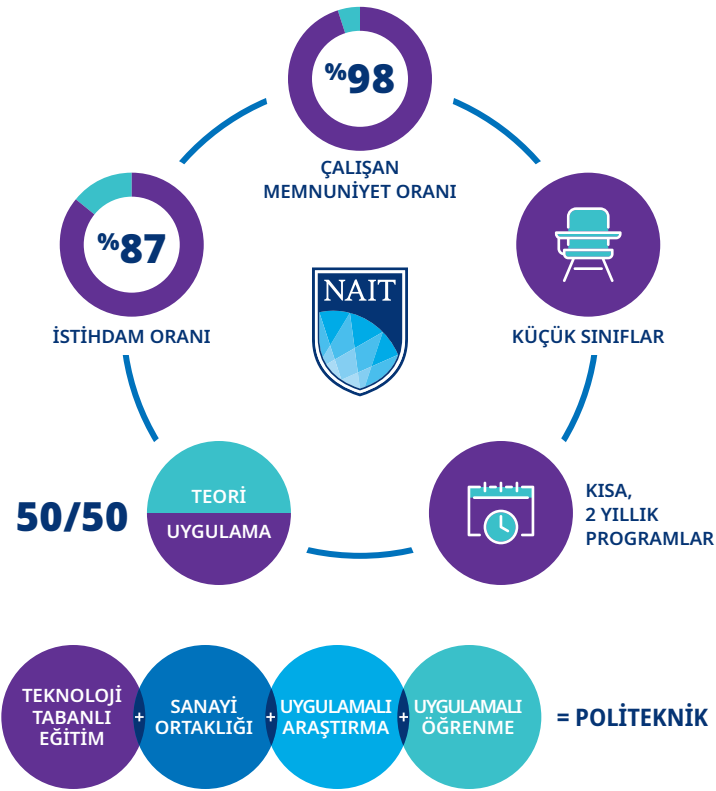 %98
ÇALIŞAN
MEMNUNİYET ORANI
%87
İSTİHDAM ORANI
NAIT
KÜÇÜK SINIFLAR
50/50
TEORİ
UYGULAMA
KISA,
2 YILLIK
PROGRAMLAR
TEKNOLOJİ
TABANLI
EĞİTİM
+
SANAYİ
ORTAKLIĞI
+
UYGULAMALI
ARAŞTIRMA
+
UYGULAMALI
ÖĞRENME
= POLİTEKNİK